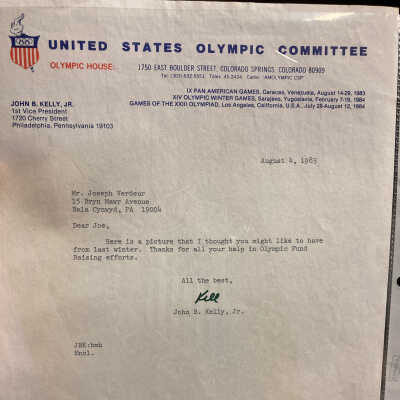 UNITED STATES OLYMPIC COMMITTEE
OLYMPIC HOUSE: 1750 EAST BOULDER STREET, COLORADO SPRINGS, COLORADO 80909
IX PAN AMERICAN GAMES, Caracas, Venezuela, August 14-29, 1983
XIV OLYMPIC WINTER GAMES, Sarajevo, Yugoslavia, February 7-19, 1984
GAMES OF THE XXIII OLYMPIAD, Los Angeles, California, U.S.A., July 28-August 12, 1984
JOHN B. KELLY, JR.
1st Vice President
1720 Cherry Street
Philadelphia, Pennsylvania 19103
August 4, 1983
Mr. Joseph Verdeur
15 Bryn Mawr Avenue
Bala Cynwyd, PA 19004
Dear Joe,
Here is a picture that I thought you might like to have
from last winter. Thanks for all your help in Olympic Fund
Raising efforts.
All the best,
Kell
John B. Kelly, Jr.
JBK:hmh
Encl.